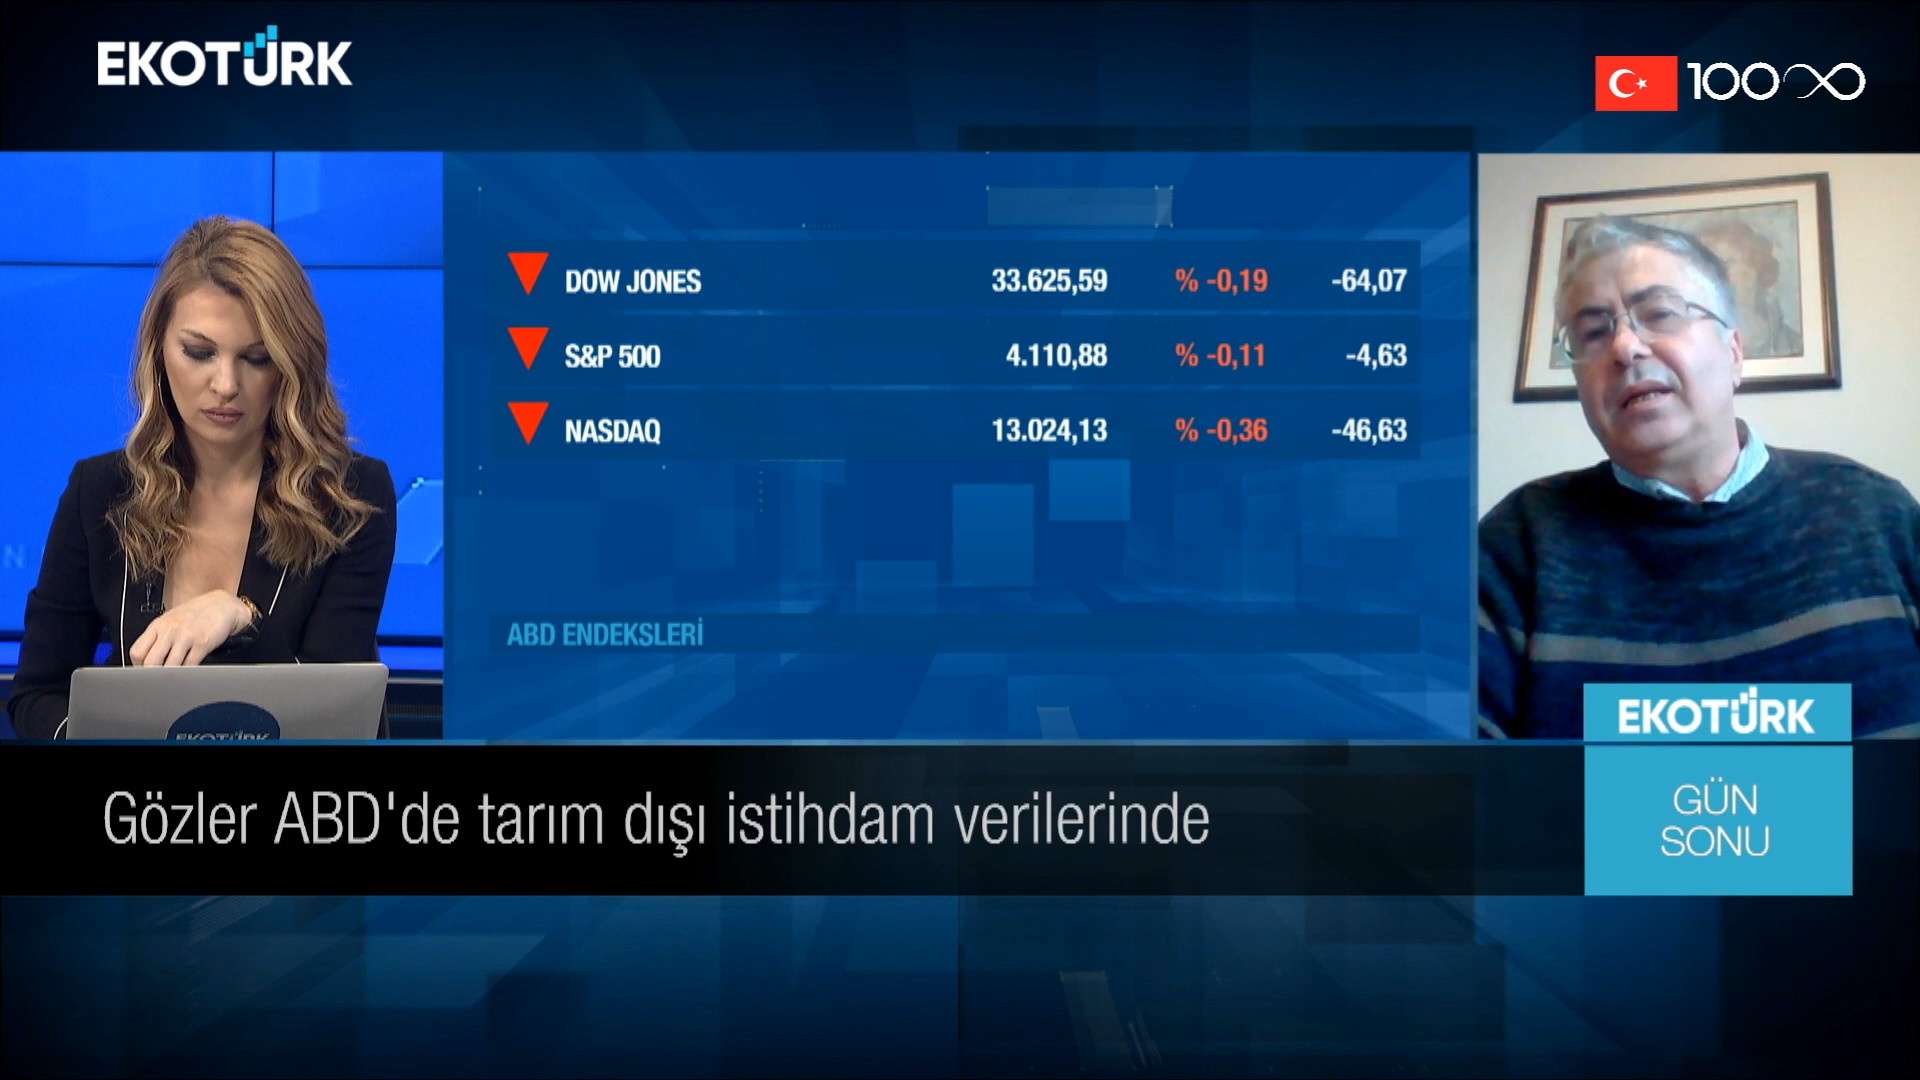 EKOTÜRK
100
DOW JONES 33.625,59 % -0,19 -64,07
S&P 500 4.110,88 % -0,11 -4,63
NASDAQ 13.024,13 % -0,36 -46,63
ABD ENDEKSLERİ
EKOTÜRK
EKOTÜRK
Gözler ABD'de tarım dışı istihdam verilerinde
GÜN
SONU